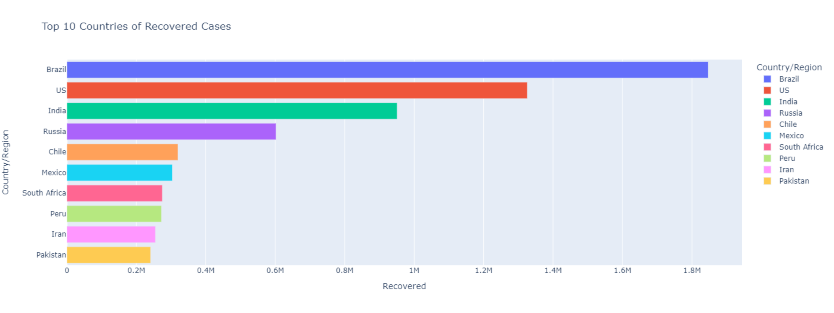 Top 10 Countries of Recovered Cases
Country/Region
Brazil
US
India
Russia
Chile
Mexico
South Africa
Peru
Iran
Pakistan
0 0.2M 0.4M 0.6M 0.8M 1M 1.2M 1.4M 1.6M 1.8M
Recovered
Country/Region
Brazil
US
India
Russia
Chile
Mexico
South Africa
Peru
Iran
Pakistan